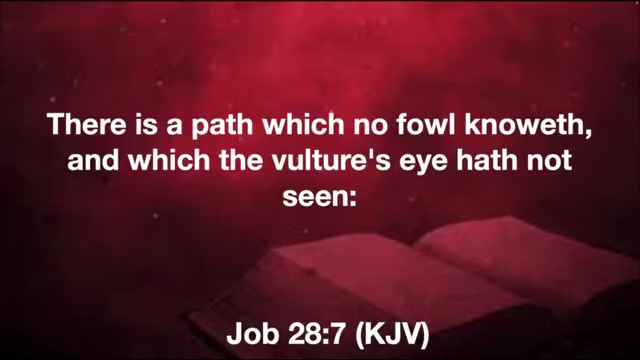 There is a path which no fowl knoweth,
and which the vulture's eye hath not
seen:
Job 28:7 (KJV)